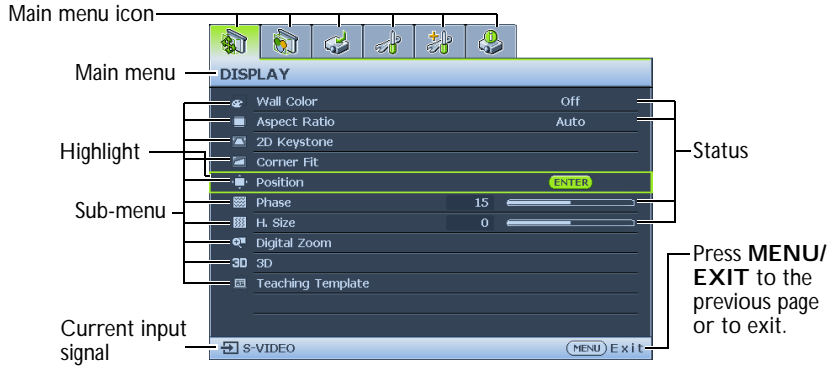 Main menu icon
Main menu
DISPLAY
Wall Color Off
Aspect Ratio Auto
2D Keystone
Corner Fit
Highlight
Status
Position ENTER
Phase 15
Sub-menu
H. Size 0
Digital Zoom
3D 3D
Teaching Template
Press MENU/
EXIT to the
previous page
or to exit.
Current input
signal
S-VIDEO
MENU Exit